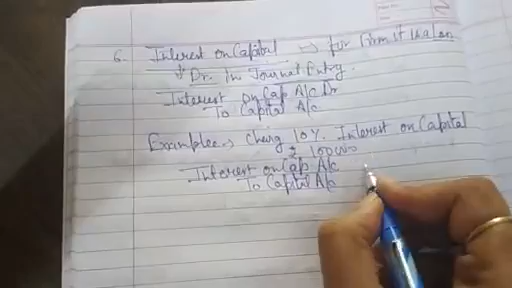 6. Interest on Capital → for Firm it is a loss
Dr. in Journal Entry.
Interest on Cap A/c Dr
To Capital A/c.
Example → Charg 10% Interest on Capital
₹ 100000
Interest on Cap A/c
To Capital A/c